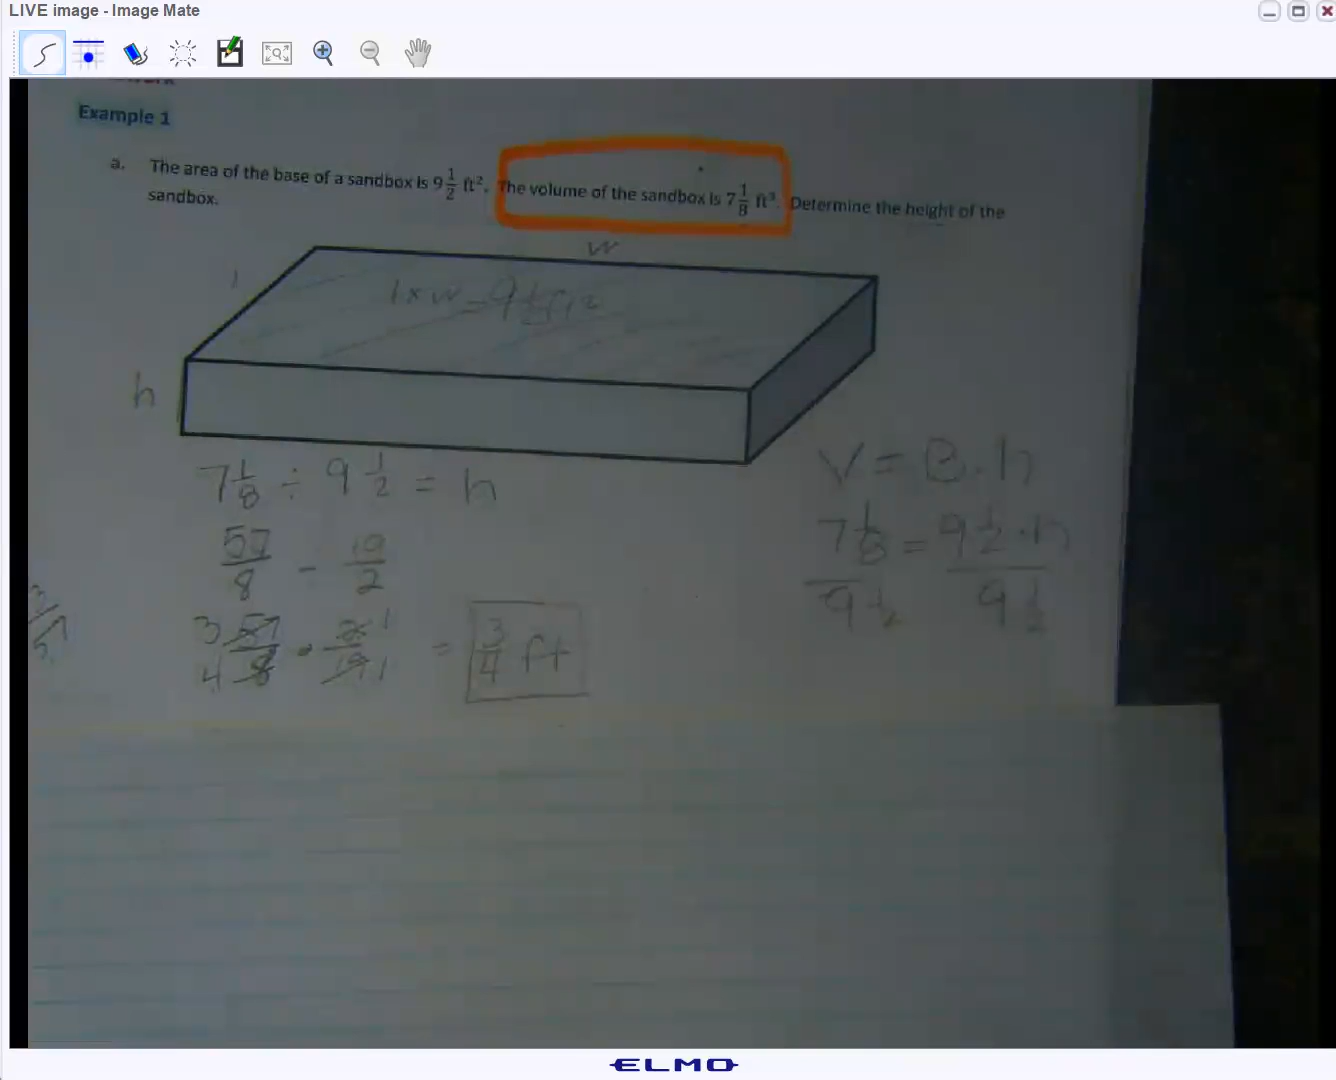 LIVE image - Image Mate
Example 1
a. The area of the base of a sandbox is 9 1/2 ft². The volume of the sandbox is 7 1/8 ft³. Determine the height of the
sandbox.
w
l
l × w = 9 1/2 ft2
h
7 1/8 ÷ 9 1/2 = h
57/8 - 19/2
3 57/8 4 · 2/19 1 1 = 3/4 ft
V = B · h
7 1/8 = 9 1/2 · h
9 1/2 9 1/2
ELMO